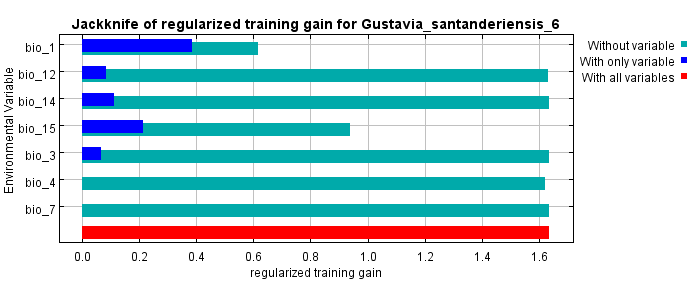 Jackknife of regularized training gain for Gustavia_santanderiensis_6
Environmental Variable
bio_1
bio_12
bio_14
bio_15
bio_3
bio_4
bio_7
Without variable
With only variable
With all variables
0.0 0.2 0.4 0.6 0.8 1.0 1.2 1.4 1.6
regularized training gain